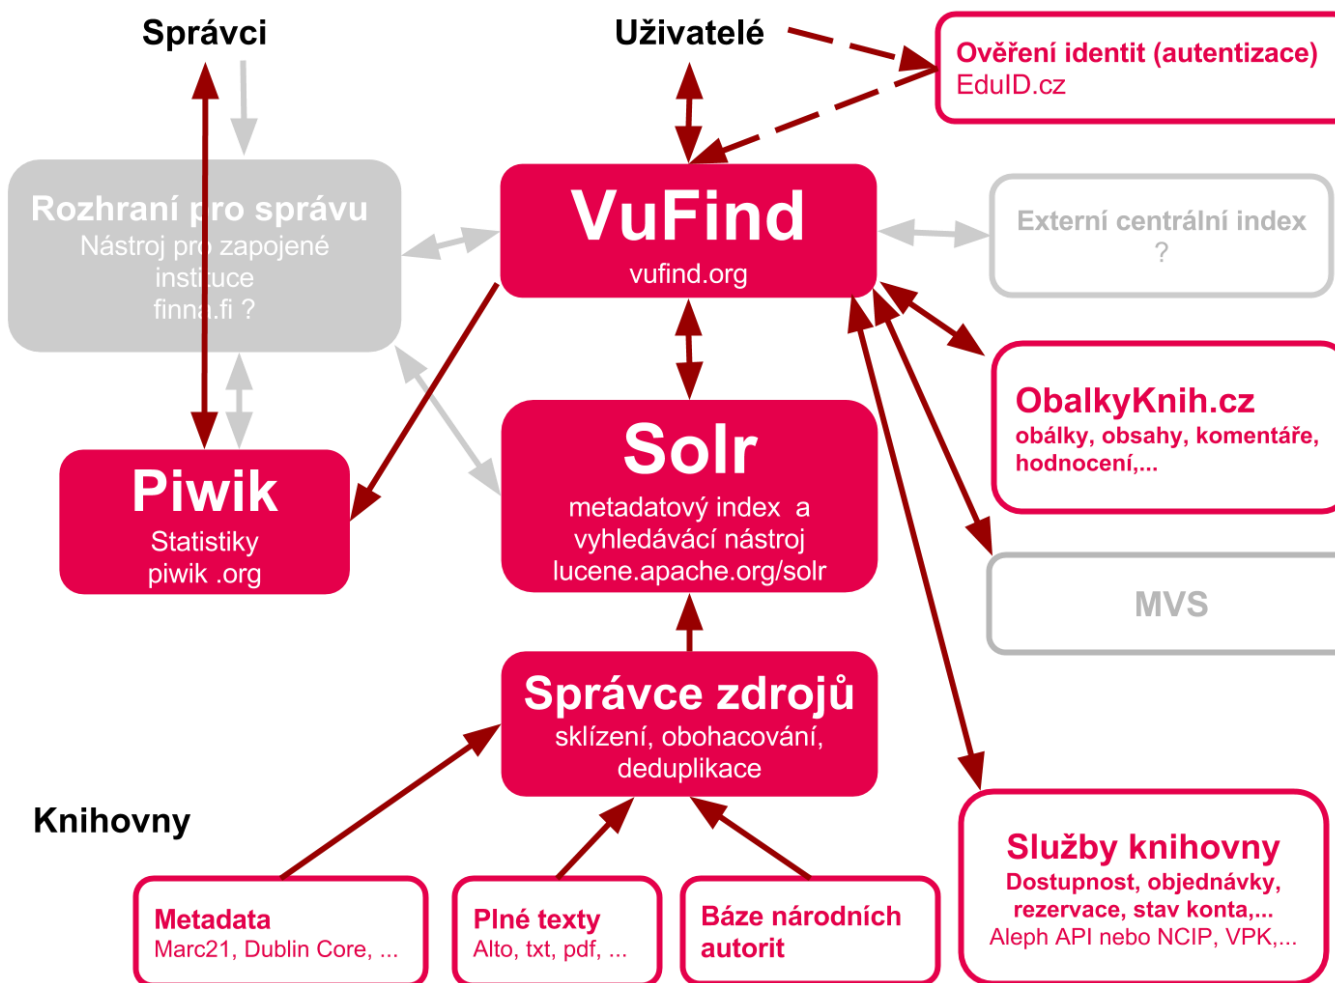 Správci
Uživatelé
Ověření identit (autentizace)
EduID.cz
Rozhraní pro správu
Nástroj pro zapojené
instituce
finna.fi ?
VuFind
vufind.org
Externí centrální index
?
ObalkyKnih.cz
obálky, obsahy, komentáře,
hodnocení,...
Piwik
Statistiky
piwik .org
Solr
metadatový index a
vyhledávácí nástroj
lucene.apache.org/solr
MVS
Správce zdrojů
sklízení, obohacování,
deduplikace
Knihovny
Metadata
Marc21, Dublin Core, ...
Plné texty
Alto, txt, pdf, ...
Báze národních
autorit
Služby knihovny
Dostupnost, objednávky,
rezervace, stav konta,...
Aleph API nebo NCIP, VPK,...